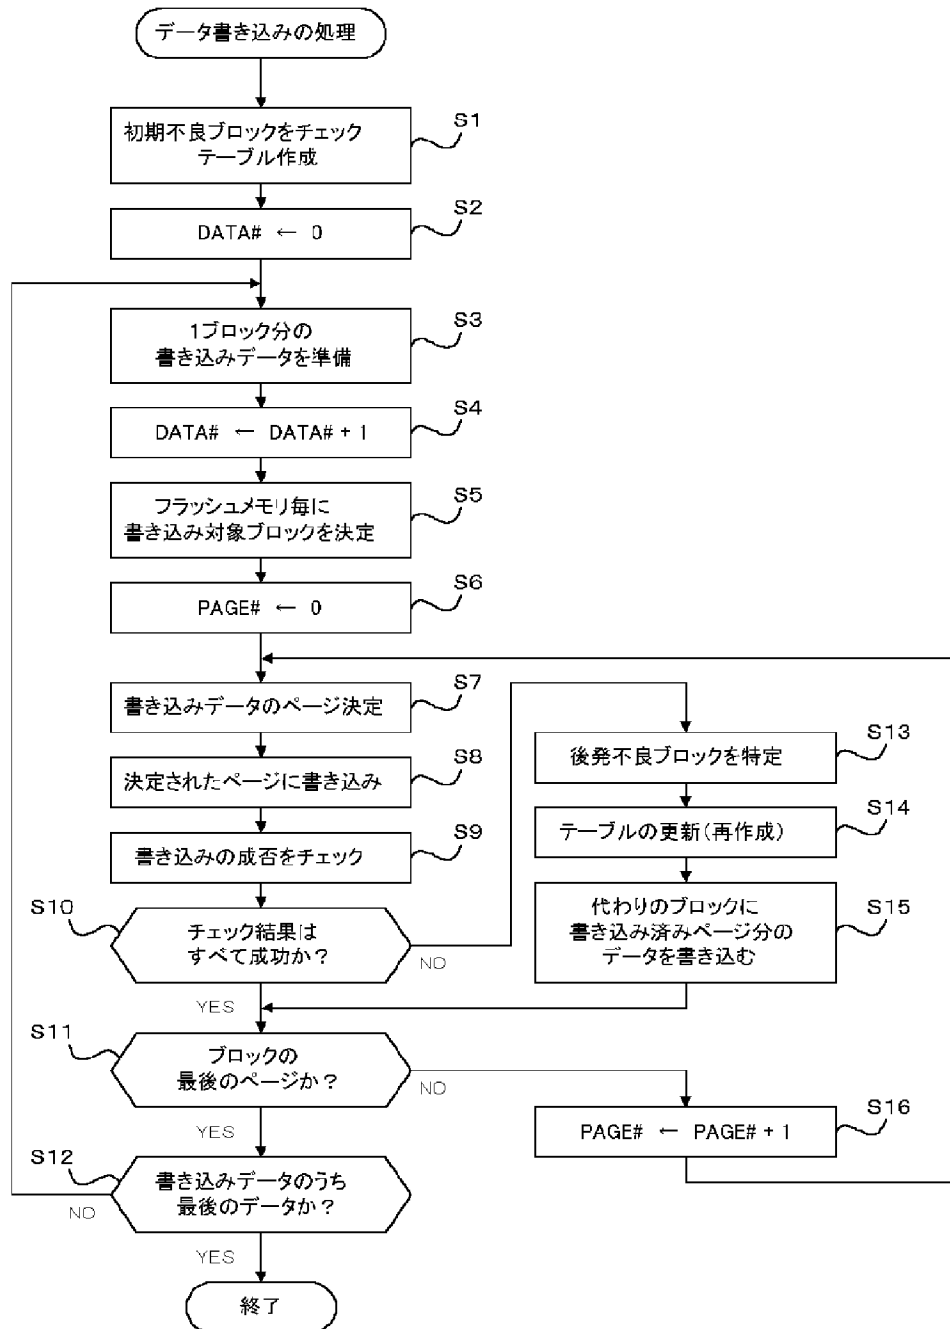 データ書き込みの処理
S1
初期不良ブロックをチェック
テーブル作成
S2
DATA# ← 0
S3
1ブロック分の
書き込みデータを準備
S4
DATA# ← DATA# + 1
S5
フラッシュメモリ毎に
書き込み対象ブロックを決定
S6
PAGE# ← 0
S7
書き込みデータのページ決定
S8
決定されたページに書き込み
S9
書き込みの成否をチェック
S10
チェック結果は
すべて成功か？
NO
YES
S13
後発不良ブロックを特定
S14
テーブルの更新(再作成)
S15
代わりのブロックに
書き込み済みページ分の
データを書き込む
S11
ブロックの
最後のページか？
NO
YES
S16
PAGE# ← PAGE# + 1
S12
書き込みデータのうち
最後のデータか？
NO
YES
終了